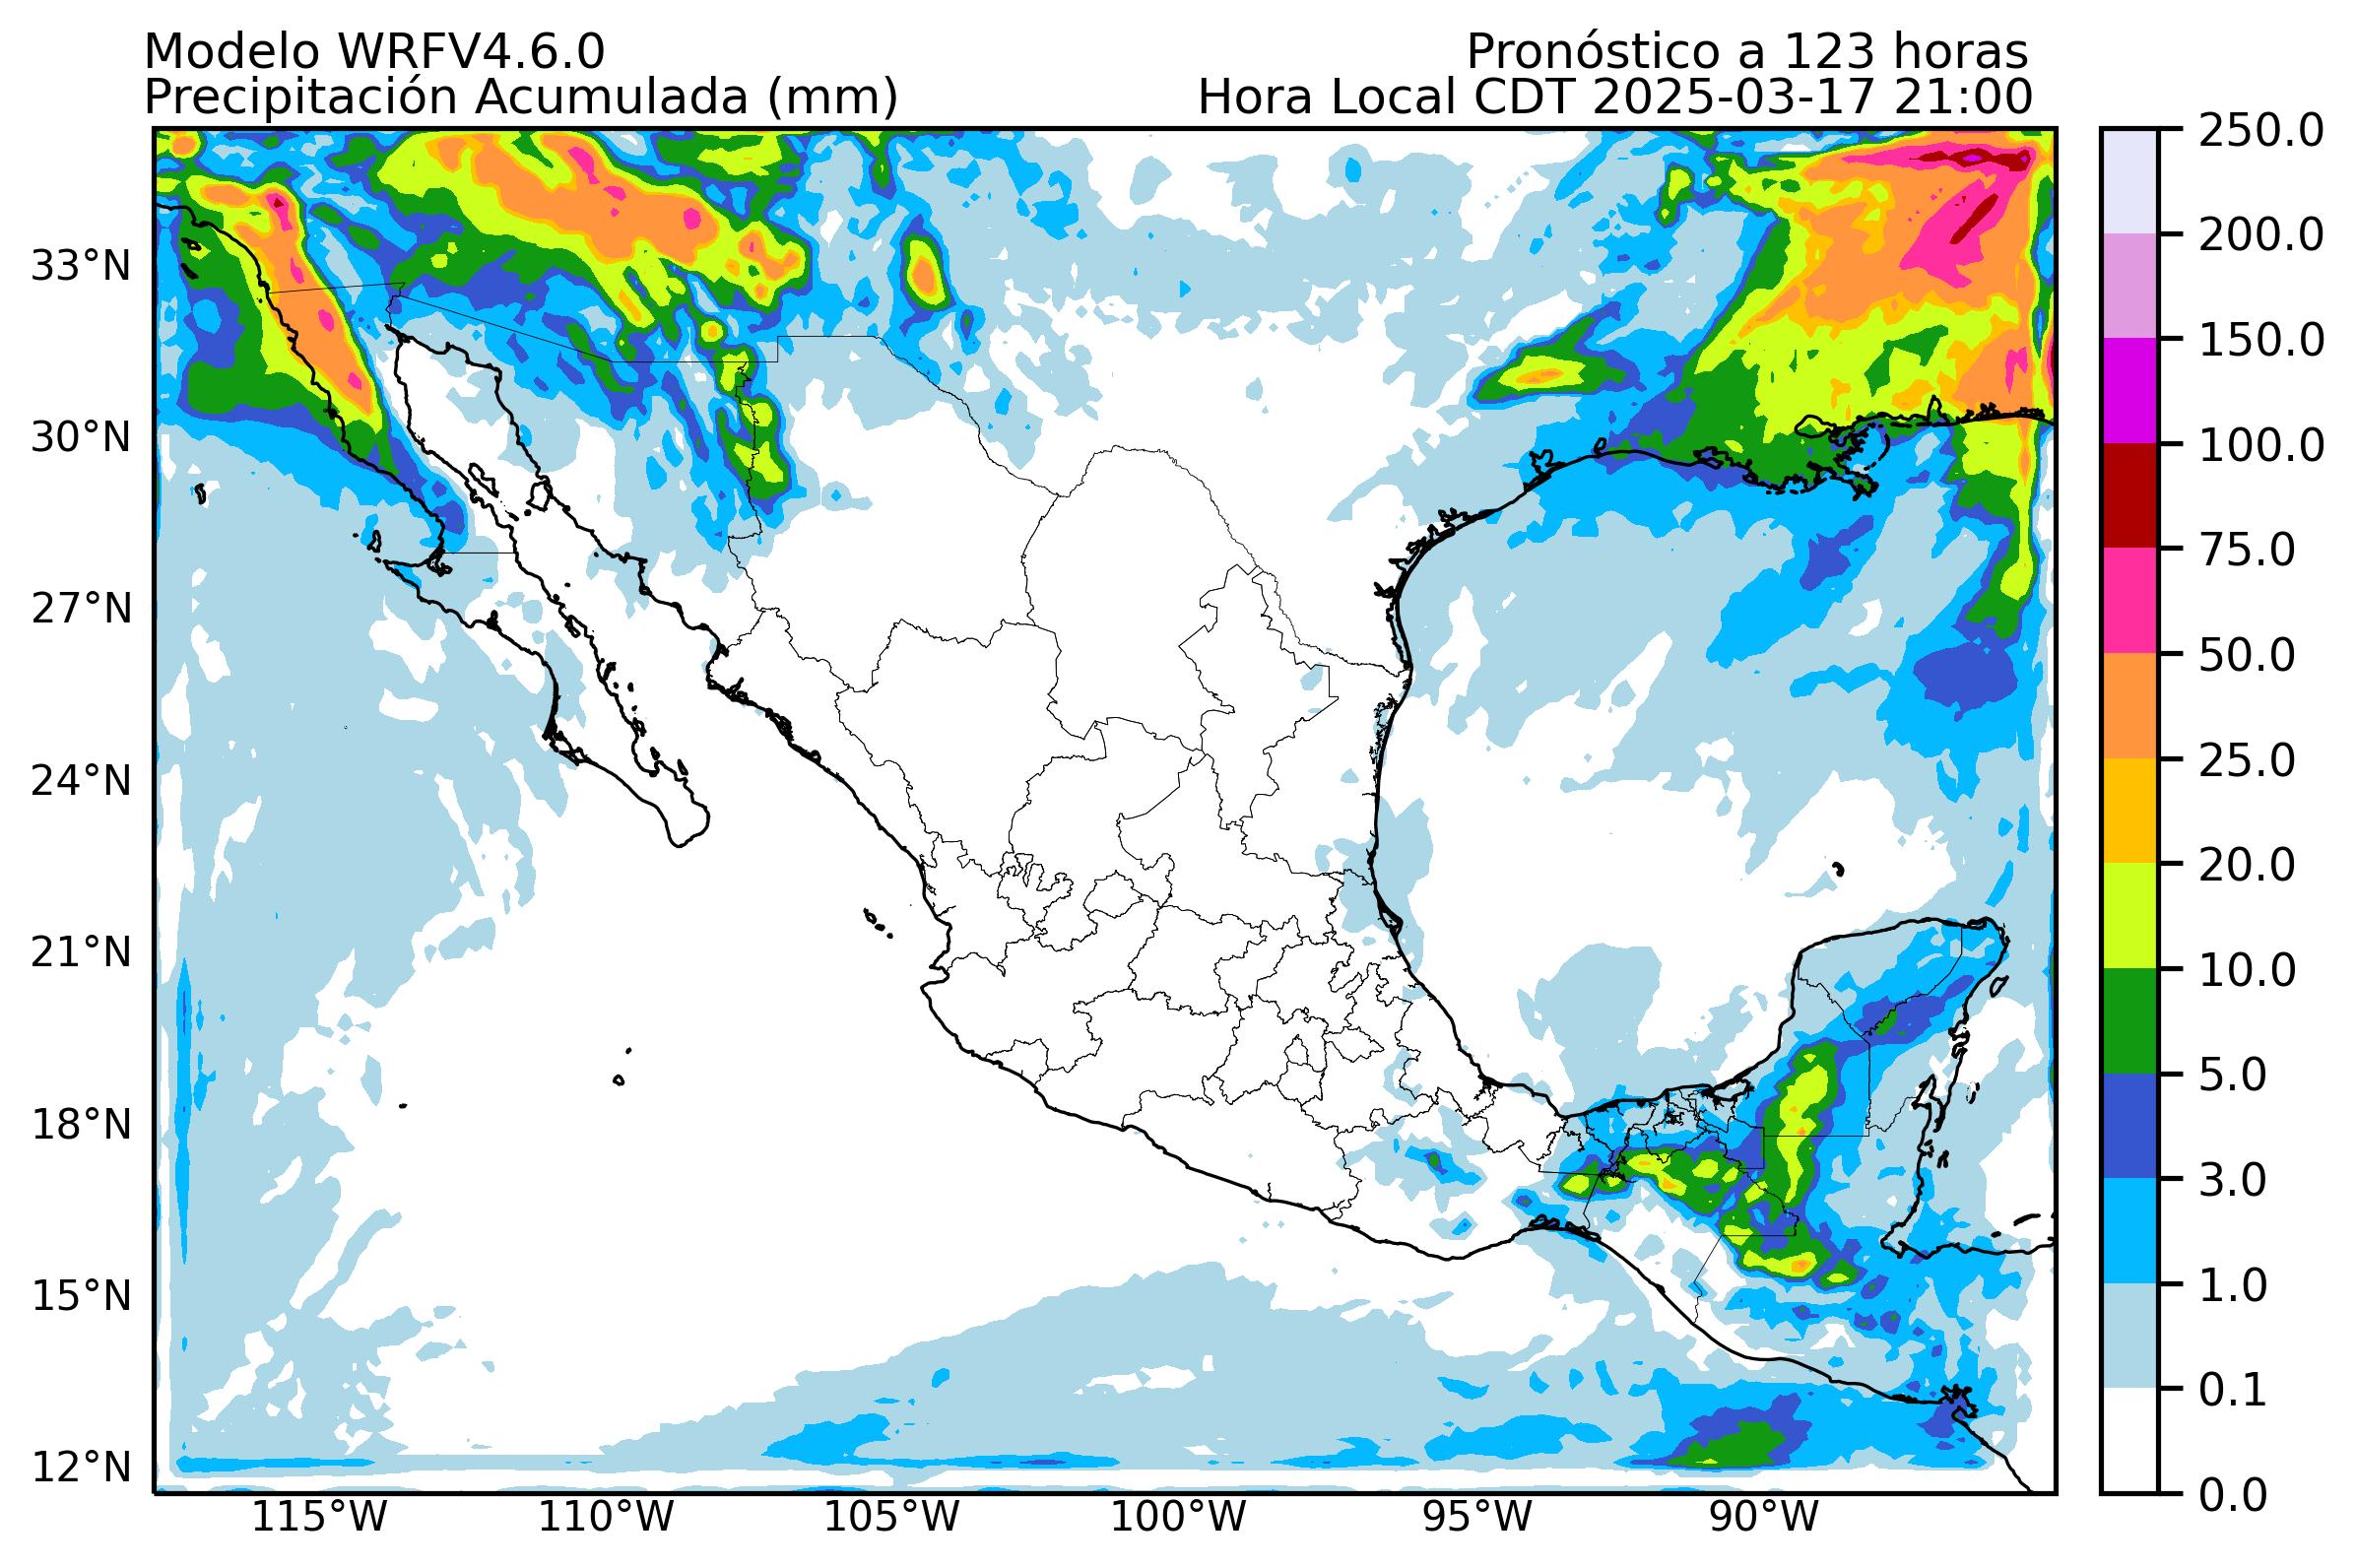 Modelo WRFV4.6.0
Pronóstico a 123 horas
Precipitación Acumulada (mm)
Hora Local CDT 2025-03-17 21:00
250.0
200.0
150.0
100.0
75.0
50.0
25.0
20.0
10.0
5.0
3.0
1.0
0.1
0.0
33°N
30°N
27°N
24°N
21°N
18°N
15°N
12°N
115°W
110°W
105°W
100°W
95°W
90°W